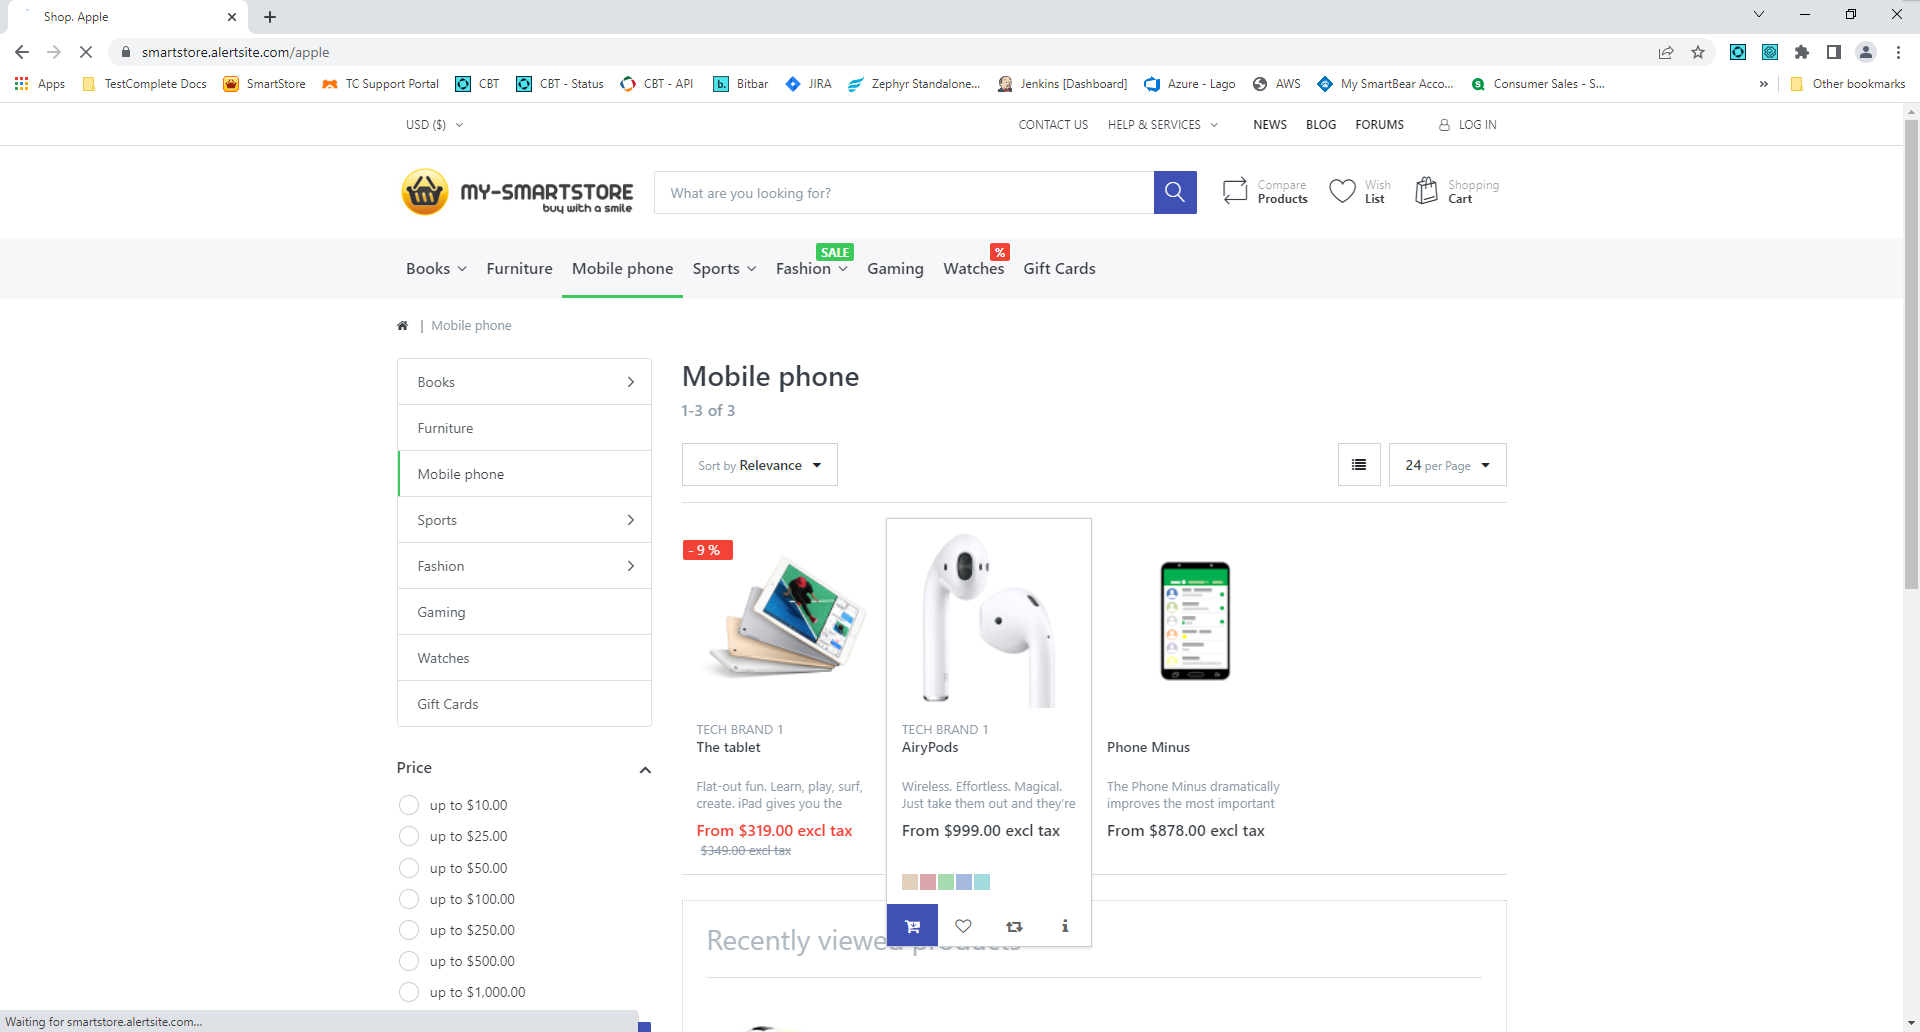 Shop. Apple
smartstore.alertsite.com/apple
Apps
TestComplete Docs
SmartStore
TC Support Portal
CBT
CBT - Status
CBT - API
b.
Bitbar
JIRA
Zephyr Standalone...
Jenkins [Dashboard]
Azure - Lago
AWS
My SmartBear Acco...
Consumer Sales - S...
»
Other bookmarks
USD ($)
CONTACT US
HELP & SERVICES
NEWS
BLOG
FORUMS
LOG IN
MY-SMARTSTORE
buy with a smile
What are you looking for?
Compare
Products
Wish
List
Shopping
Cart
SALE
%
Books
Furniture
Mobile phone
Sports
Fashion
Gaming
Watches
Gift Cards
| Mobile phone
Books
Furniture
Mobile phone
Sports
Fashion
Gaming
Watches
Gift Cards
Price
up to $10.00
up to $25.00
up to $50.00
up to $100.00
up to $250.00
up to $500.00
up to $1,000.00
Mobile phone
1-3 of 3
Sort by Relevance
24 per Page
- 9 %
TECH BRAND 1
The tablet
Flat-out fun. Learn, play, surf,
create. iPad gives you the
From $319.00 excl tax
$349.00 excl tax
TECH BRAND 1
AiryPods
Wireless. Effortless. Magical.
Just take them out and they're
From $999.00 excl tax
Phone Minus
The Phone Minus dramatically
improves the most important
From $878.00 excl tax
Recently viewed products
Waiting for smartstore.alertsite.com...